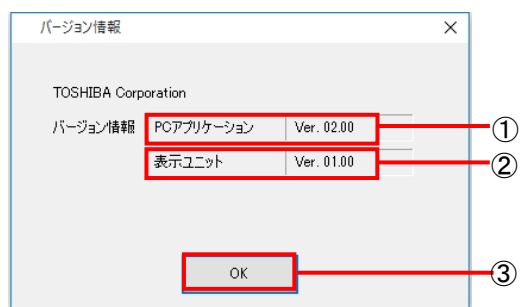 バージョン情報
TOSHIBA Corporation
バージョン情報 PCアプリケーション Ver. 02.00 ①
表示ユニット Ver. 01.00 ②
OK ③